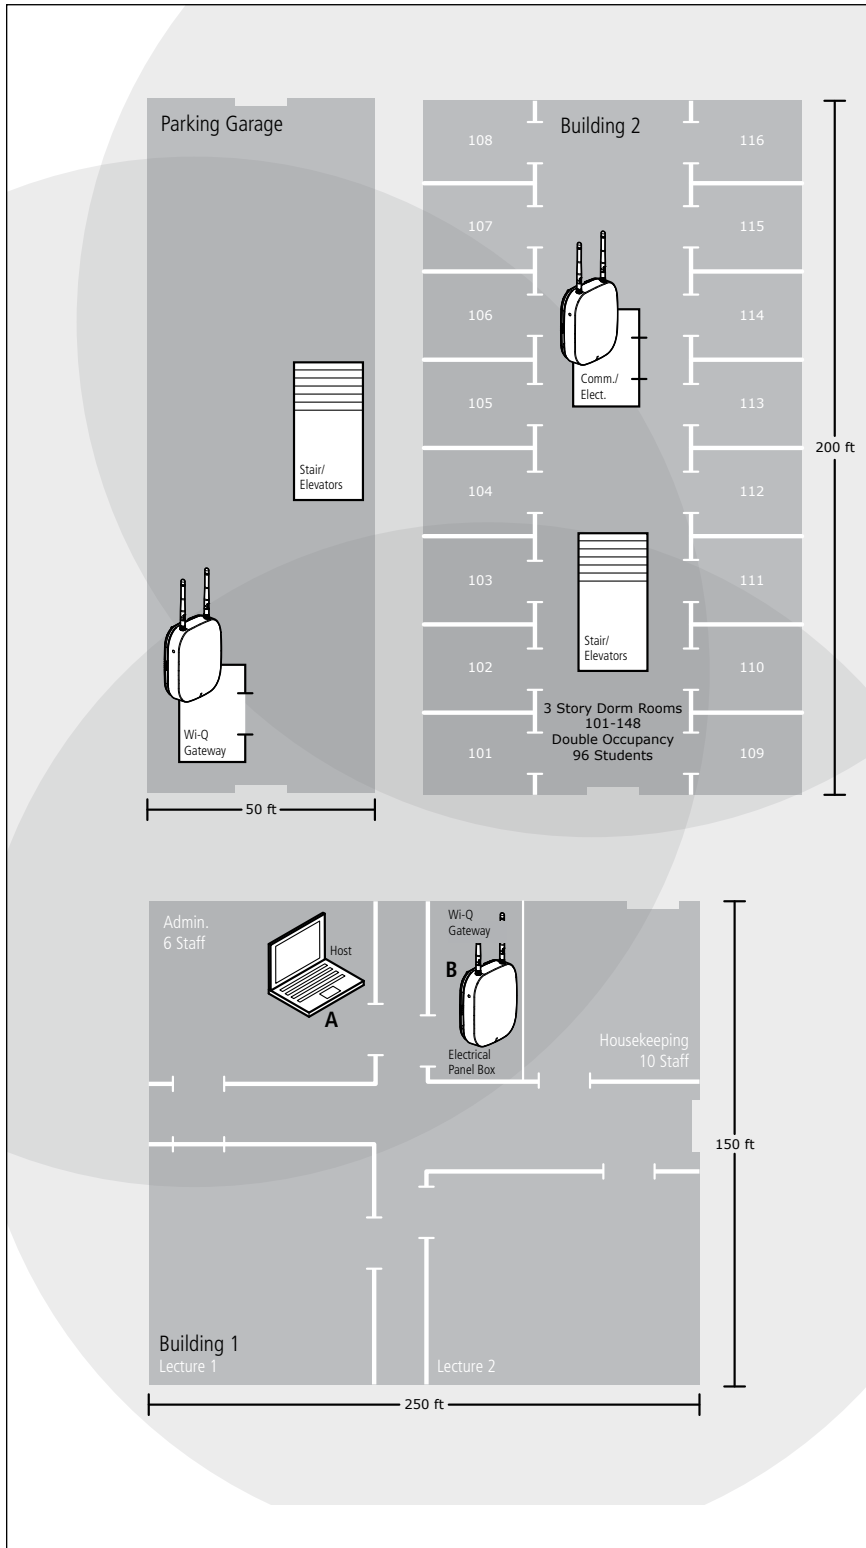 Parking Garage
Stair/
Elevators
Wi-Q
Gateway
50 ft
Building 2
108
107
106
105
104
103
102
101
116
115
114
113
112
111
110
109
Comm./
Elect.
Stair/
Elevators
3 Story Dorm Rooms
101-148
Double Occupancy
96 Students
200 ft
Admin.
6 Staff
Host
A
Wi-Q
Gateway
B
Electrical
Panel Box
Housekeeping
10 Staff
150 ft
Building 1
Lecture 1
Lecture 2
250 ft